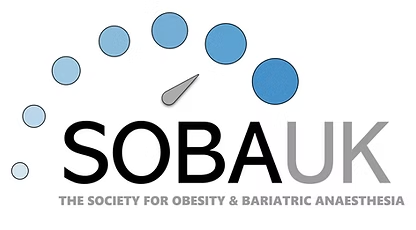 SOBAUK
THE SOCIETY FOR OBESITY & BARIATRIC ANAESTHESIA